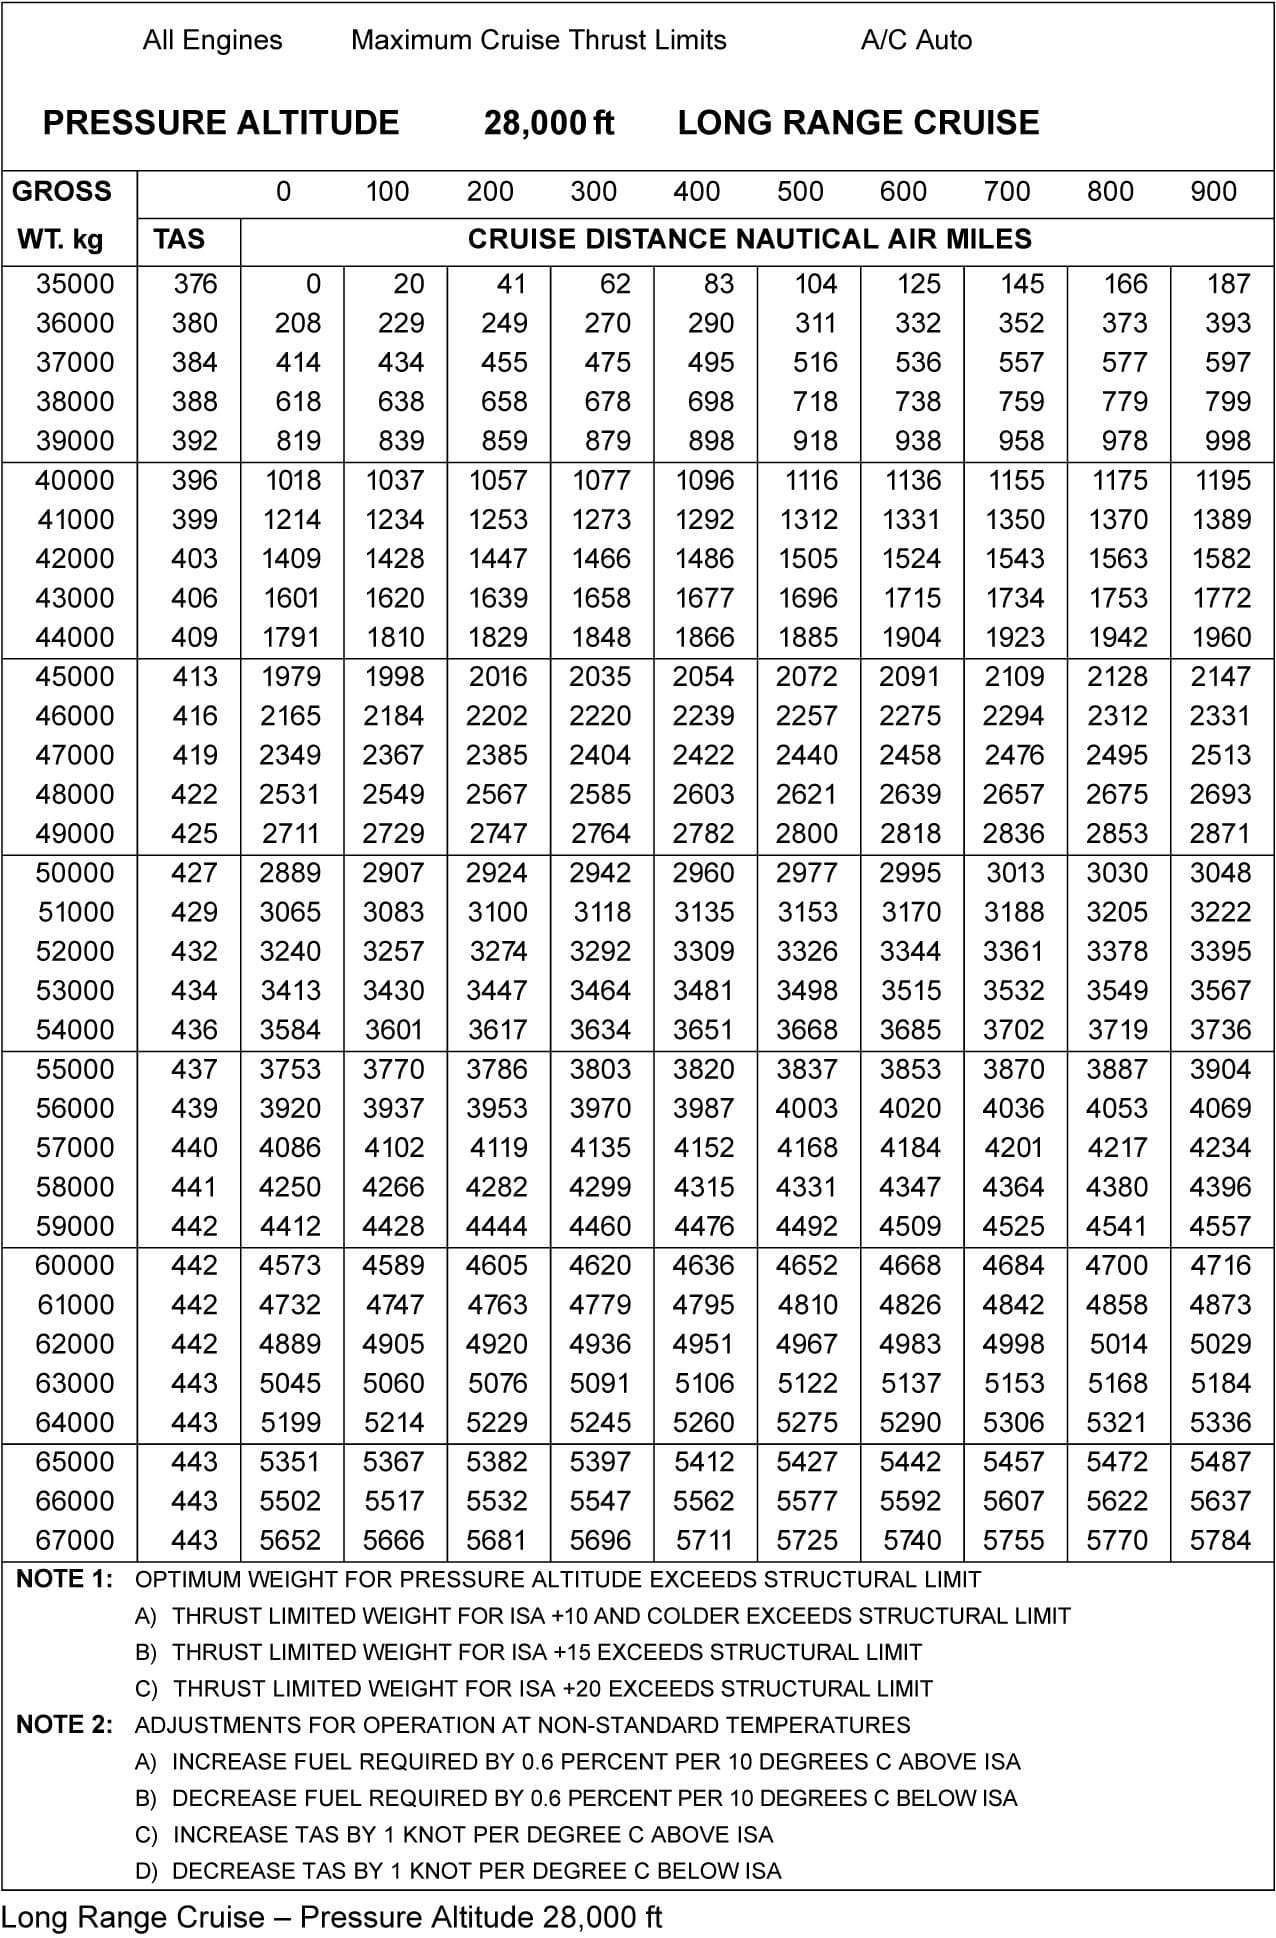 All Engines Maximum Cruise Thrust Limits A/C Auto
PRESSURE ALTITUDE 28,000 ft LONG RANGE CRUISE
GROSS 0 100 200 300 400 500 600 700 800 900
WT. kg TAS CRUISE DISTANCE NAUTICAL AIR MILES
35000 376 0 20 41 62 83 104 125 145 166 187
36000 380 208 229 249 270 290 311 332 352 373 393
37000 384 414 434 455 475 495 516 536 557 577 597
38000 388 618 638 658 678 698 718 738 759 779 799
39000 392 819 839 859 879 898 918 938 958 978 998
40000 396 1018 1037 1057 1077 1096 1116 1136 1155 1175 1195
41000 399 1214 1234 1253 1273 1292 1312 1331 1350 1370 1389
42000 403 1409 1428 1447 1466 1486 1505 1524 1543 1563 1582
43000 406 1601 1620 1639 1658 1677 1696 1715 1734 1753 1772
44000 409 1791 1810 1829 1848 1866 1885 1904 1923 1942 1960
45000 413 1979 1998 2016 2035 2054 2072 2091 2109 2128 2147
46000 416 2165 2184 2202 2220 2239 2257 2275 2294 2312 2331
47000 419 2349 2367 2385 2404 2422 2440 2458 2476 2495 2513
48000 422 2531 2549 2567 2585 2603 2621 2639 2657 2675 2693
49000 425 2711 2729 2747 2764 2782 2800 2818 2836 2853 2871
50000 427 2889 2907 2924 2942 2960 2977 2995 3013 3030 3048
51000 429 3065 3083 3100 3118 3135 3153 3170 3188 3205 3222
52000 432 3240 3257 3274 3292 3309 3326 3344 3361 3378 3395
53000 434 3413 3430 3447 3464 3481 3498 3515 3532 3549 3567
54000 436 3584 3601 3617 3634 3651 3668 3685 3702 3719 3736
55000 437 3753 3770 3786 3803 3820 3837 3853 3870 3887 3904
56000 439 3920 3937 3953 3970 3987 4003 4020 4036 4053 4069
57000 440 4086 4102 4119 4135 4152 4168 4184 4201 4217 4234
58000 441 4250 4266 4282 4299 4315 4331 4347 4364 4380 4396
59000 442 4412 4428 4444 4460 4476 4492 4509 4525 4541 4557
60000 442 4573 4589 4605 4620 4636 4652 4668 4684 4700 4716
61000 442 4732 4747 4763 4779 4795 4810 4826 4842 4858 4873
62000 442 4889 4905 4920 4936 4951 4967 4983 4998 5014 5029
63000 443 5045 5060 5076 5091 5106 5122 5137 5153 5168 5184
64000 443 5199 5214 5229 5245 5260 5275 5290 5306 5321 5336
65000 443 5351 5367 5382 5397 5412 5427 5442 5457 5472 5487
66000 443 5502 5517 5532 5547 5562 5577 5592 5607 5622 5637
67000 443 5652 5666 5681 5696 5711 5725 5740 5755 5770 5784
NOTE 1: OPTIMUM WEIGHT FOR PRESSURE ALTITUDE EXCEEDS STRUCTURAL LIMIT
A) THRUST LIMITED WEIGHT FOR ISA +10 AND COLDER EXCEEDS STRUCTURAL LIMIT
B) THRUST LIMITED WEIGHT FOR ISA +15 EXCEEDS STRUCTURAL LIMIT
C) THRUST LIMITED WEIGHT FOR ISA +20 EXCEEDS STRUCTURAL LIMIT
NOTE 2: ADJUSTMENTS FOR OPERATION AT NON-STANDARD TEMPERATURES
A) INCREASE FUEL REQUIRED BY 0.6 PERCENT PER 10 DEGREES C ABOVE ISA
B) DECREASE FUEL REQUIRED BY 0.6 PERCENT PER 10 DEGREES C BELOW ISA
C) INCREASE TAS BY 1 KNOT PER DEGREE C ABOVE ISA
D) DECREASE TAS BY 1 KNOT PER DEGREE C BELOW ISA
Long Range Cruise – Pressure Altitude 28,000 ft